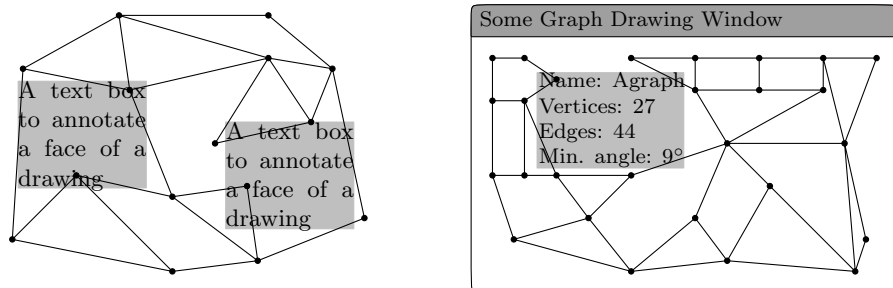 A text box
to annotate
a face of a
drawing
A text box
to annotate
a face of a
drawing
Some Graph Drawing Window
Name: Agraph
Vertices: 27
Edges: 44
Min. angle: 9°